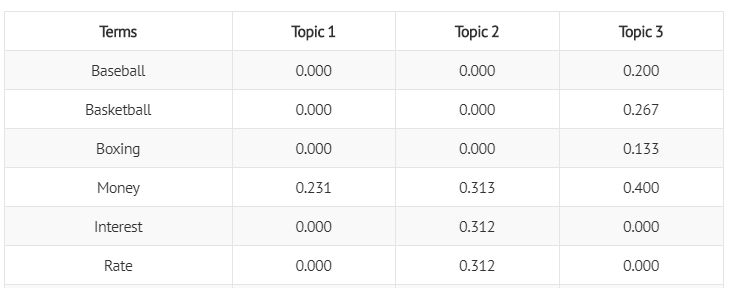 Terms Topic 1 Topic 2 Topic 3
Baseball 0.000 0.000 0.200
Basketball 0.000 0.000 0.267
Boxing 0.000 0.000 0.133
Money 0.231 0.313 0.400
Interest 0.000 0.312 0.000
Rate 0.000 0.312 0.000